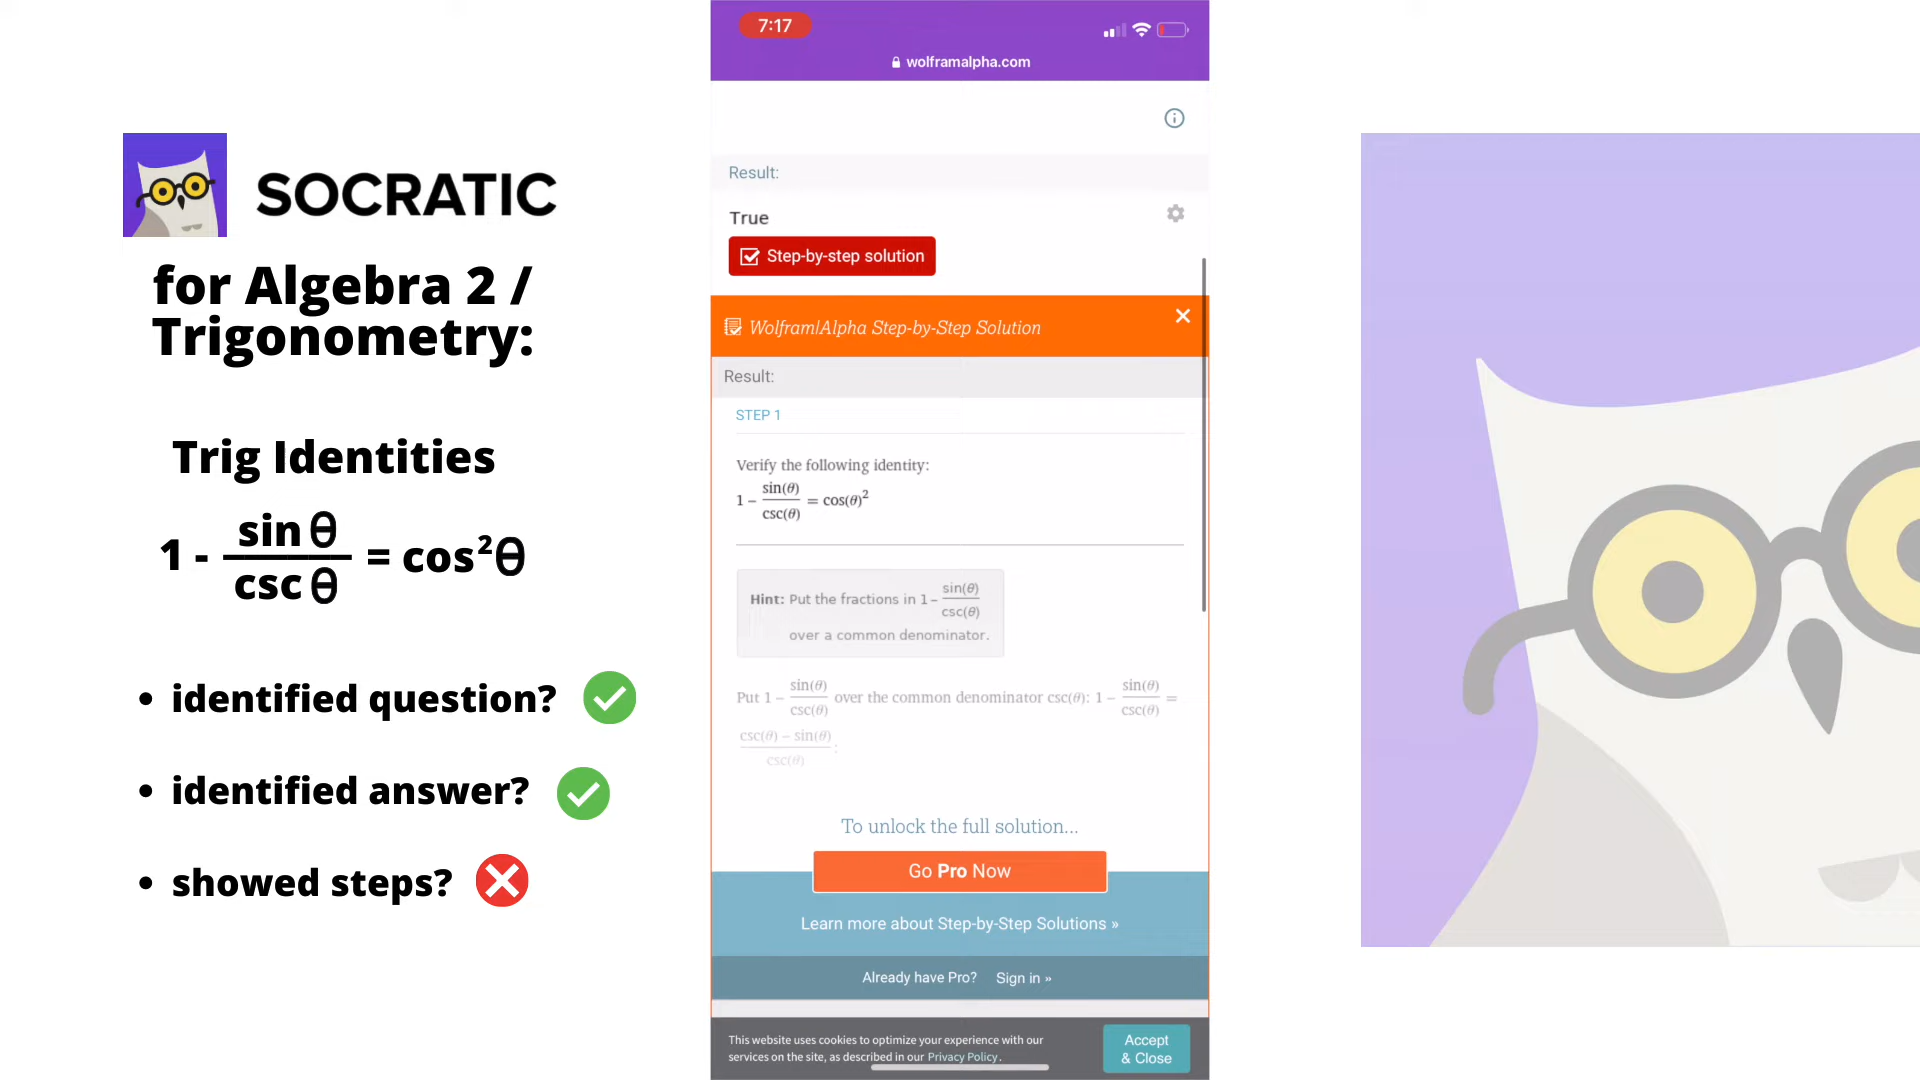 SOCRATIC
for Algebra 2 /
Trigonometry:
Trig Identities
1 - sin θ / csc θ = cos²θ
• identified question?
• identified answer?
• showed steps?
7:17
wolframalpha.com
Result:
True
Step-by-step solution
Wolfram|Alpha Step-by-Step Solution
Result:
STEP 1
Verify the following identity:
1 – sin(θ) / csc(θ) = cos(θ)²
Hint: Put the fractions in 1 – sin(θ) / csc(θ)
over a common denominator.
Put 1 – sin(θ) / csc(θ) over the common denominator csc(θ): 1 – sin(θ) / csc(θ) =
csc(θ) – sin(θ) / csc(θ) :
To unlock the full solution...
Go Pro Now
Learn more about Step-by-Step Solutions »
Already have Pro? Sign in »
This website uses cookies to optimize your experience with our
services on the site, as described in our Privacy Policy.
Accept
& Close